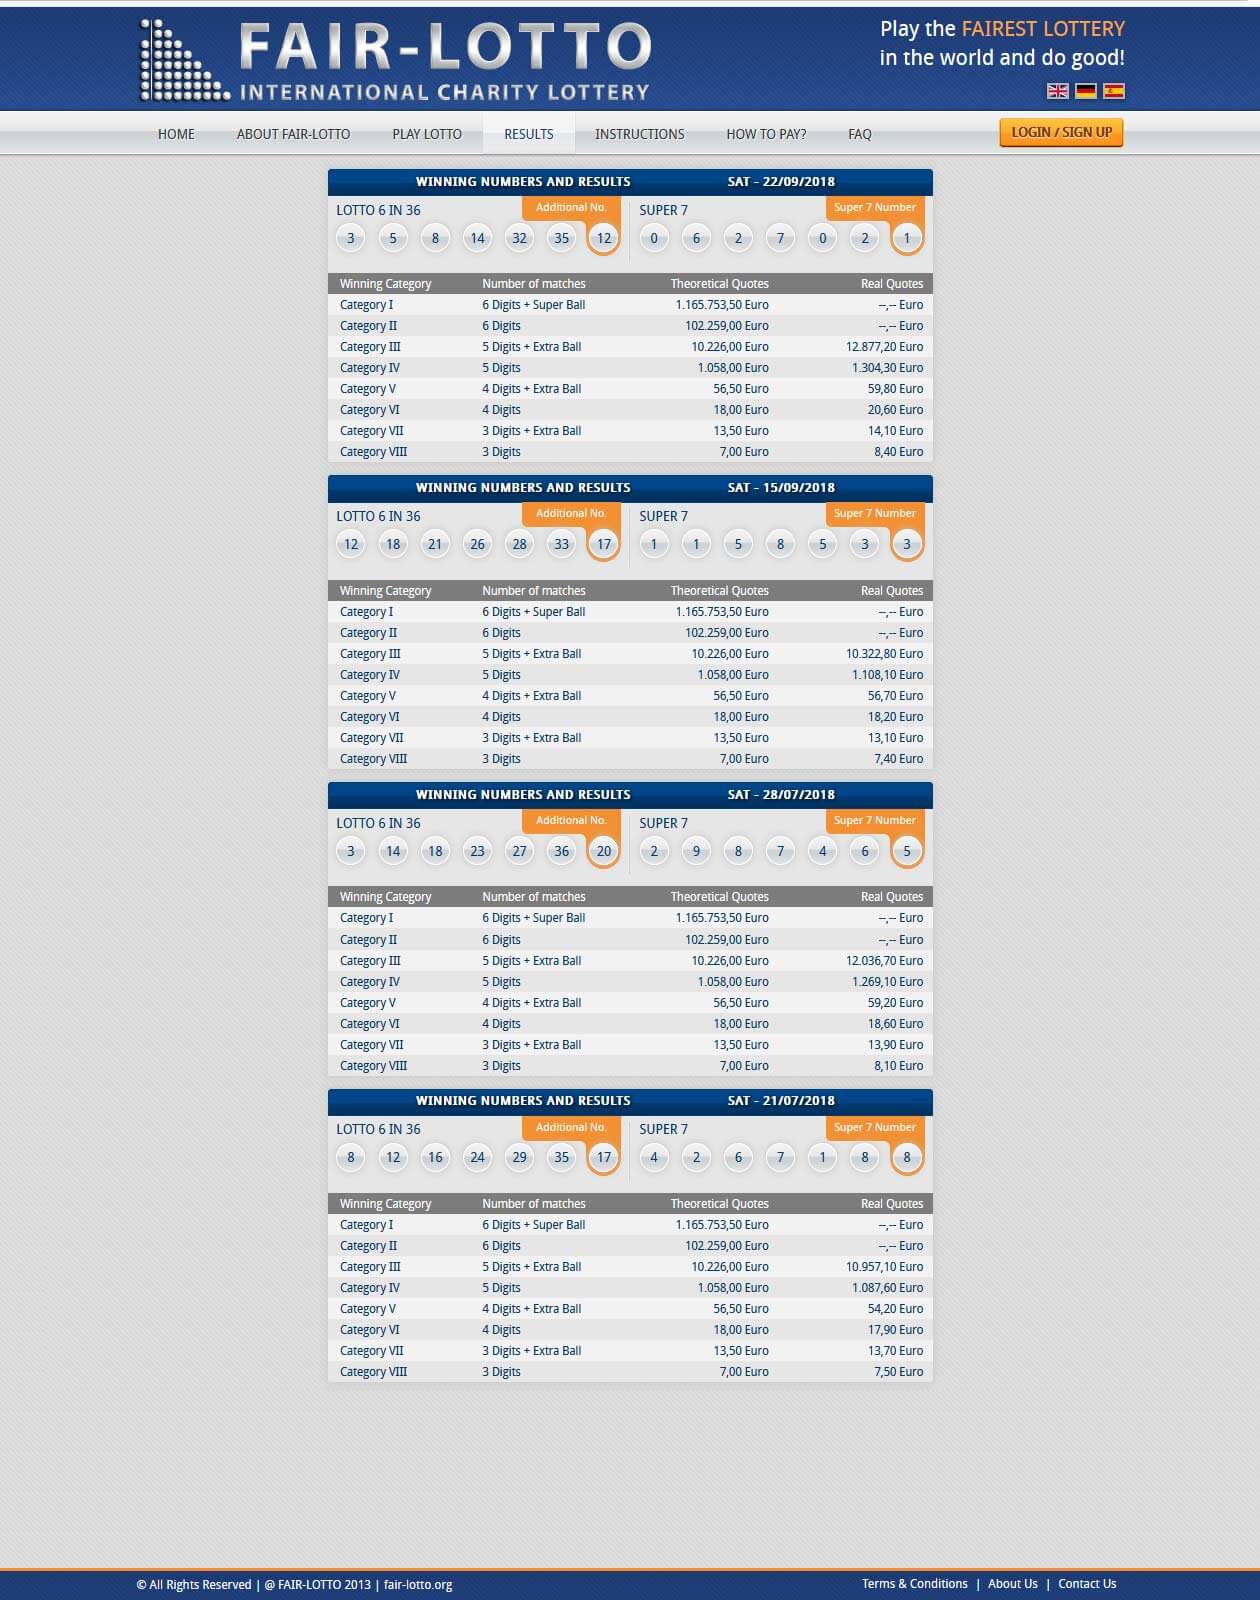 FAIR-LOTTO
INTERNATIONAL CHARITY LOTTERY
Play the FAIREST LOTTERY
in the world and do good!
HOME ABOUT FAIR-LOTTO PLAY LOTTO RESULTS INSTRUCTIONS HOW TO PAY? FAQ LOGIN / SIGN UP
WINNING NUMBERS AND RESULTS SAT - 22/09/2018
LOTTO 6 IN 36 Additional No. SUPER 7 Super 7 Number
3 5 8 14 32 35 12 0 6 2 7 0 2 1
Winning Category Number of matches Theoretical Quotes Real Quotes
Category I 6 Digits + Super Ball 1.165.753,50 Euro --,-- Euro
Category II 6 Digits 102.259,00 Euro --,-- Euro
Category III 5 Digits + Extra Ball 10.226,00 Euro 12.877,20 Euro
Category IV 5 Digits 1.058,00 Euro 1.304,30 Euro
Category V 4 Digits + Extra Ball 56,50 Euro 59,80 Euro
Category VI 4 Digits 18,00 Euro 20,60 Euro
Category VII 3 Digits + Extra Ball 13,50 Euro 14,10 Euro
Category VIII 3 Digits 7,00 Euro 8,40 Euro
WINNING NUMBERS AND RESULTS SAT - 15/09/2018
LOTTO 6 IN 36 Additional No. SUPER 7 Super 7 Number
12 18 21 26 28 33 17 1 1 5 8 5 3 3
Winning Category Number of matches Theoretical Quotes Real Quotes
Category I 6 Digits + Super Ball 1.165.753,50 Euro --,-- Euro
Category II 6 Digits 102.259,00 Euro --,-- Euro
Category III 5 Digits + Extra Ball 10.226,00 Euro 10.322,80 Euro
Category IV 5 Digits 1.058,00 Euro 1.108,10 Euro
Category V 4 Digits + Extra Ball 56,50 Euro 56,70 Euro
Category VI 4 Digits 18,00 Euro 18,20 Euro
Category VII 3 Digits + Extra Ball 13,50 Euro 13,10 Euro
Category VIII 3 Digits 7,00 Euro 7,40 Euro
WINNING NUMBERS AND RESULTS SAT - 28/07/2018
LOTTO 6 IN 36 Additional No. SUPER 7 Super 7 Number
3 14 18 23 27 36 20 2 9 8 7 4 6 5
Winning Category Number of matches Theoretical Quotes Real Quotes
Category I 6 Digits + Super Ball 1.165.753,50 Euro --,-- Euro
Category II 6 Digits 102.259,00 Euro --,-- Euro
Category III 5 Digits + Extra Ball 10.226,00 Euro 12.036,70 Euro
Category IV 5 Digits 1.058,00 Euro 1.269,10 Euro
Category V 4 Digits + Extra Ball 56,50 Euro 59,20 Euro
Category VI 4 Digits 18,00 Euro 18,60 Euro
Category VII 3 Digits + Extra Ball 13,50 Euro 13,90 Euro
Category VIII 3 Digits 7,00 Euro 8,10 Euro
WINNING NUMBERS AND RESULTS SAT - 21/07/2018
LOTTO 6 IN 36 Additional No. SUPER 7 Super 7 Number
8 12 16 24 29 35 17 4 2 6 7 1 8 8
Winning Category Number of matches Theoretical Quotes Real Quotes
Category I 6 Digits + Super Ball 1.165.753,50 Euro --,-- Euro
Category II 6 Digits 102.259,00 Euro --,-- Euro
Category III 5 Digits + Extra Ball 10.226,00 Euro 10.957,10 Euro
Category IV 5 Digits 1.058,00 Euro 1.087,60 Euro
Category V 4 Digits + Extra Ball 56,50 Euro 54,20 Euro
Category VI 4 Digits 18,00 Euro 17,90 Euro
Category VII 3 Digits + Extra Ball 13,50 Euro 13,70 Euro
Category VIII 3 Digits 7,00 Euro 7,50 Euro
© All Rights Reserved | @ FAIR-LOTTO 2013 | fair-lotto.org Terms & Conditions | About Us | Contact Us